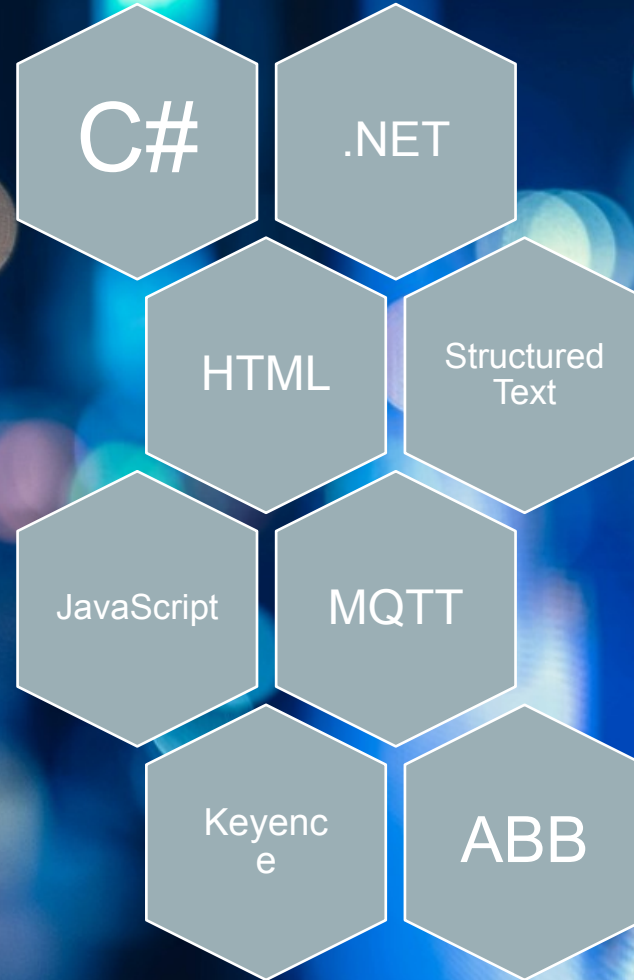 C#
.NET
HTML
Structured
Text
JavaScript
MQTT
Keyenc
e
ABB